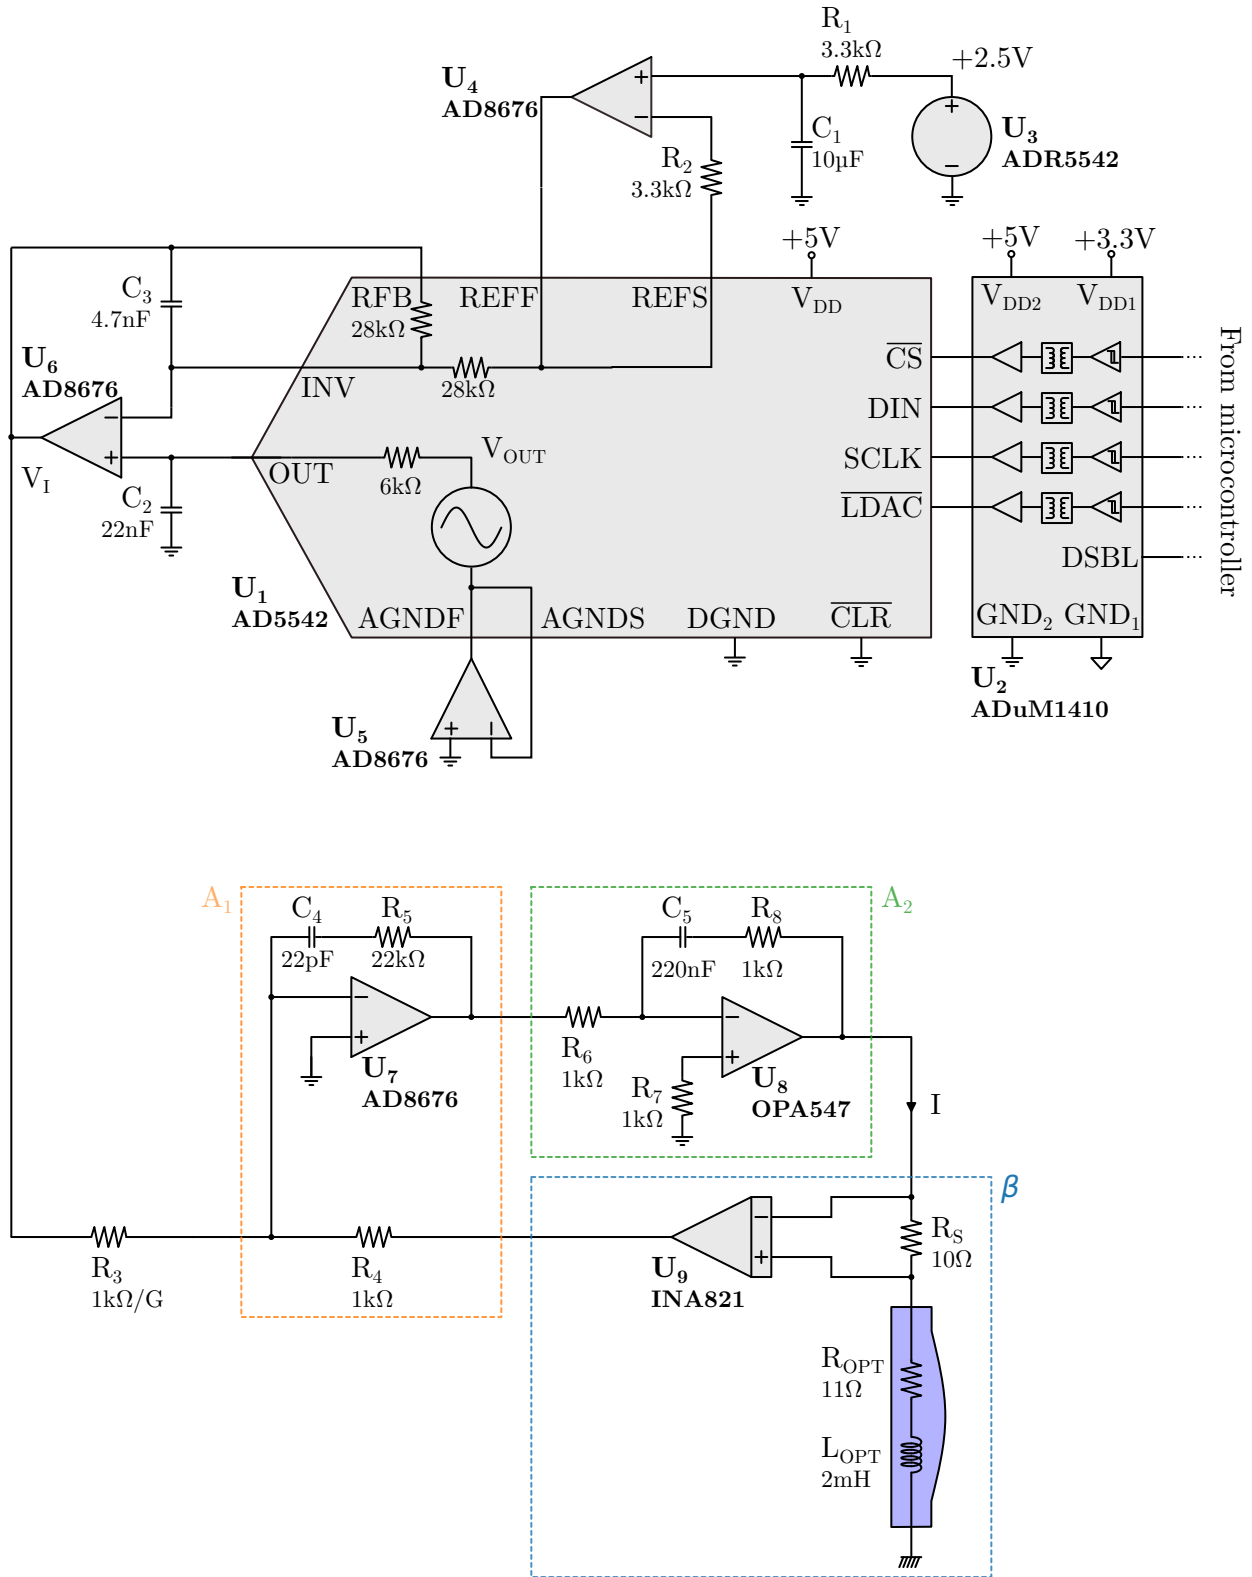 R1
3.3kΩ
+2.5V
U4
AD8676
+
−
C1
10µF
+
−
U3
ADR5542
R2
3.3kΩ
+5V
+5V
+3.3V
C3
4.7nF
RFB
28kΩ
REFF
REFS
VDD
VDD2
VDD1
U6
AD8676
−
+
VI
INV
28kΩ
CS
DIN
SCLK
LDAC
DSBL
From microcontroller
OUT
6kΩ
VOUT
C2
22nF
U1
AD5542
AGNDF
AGNDS
DGND
CLR
GND2
GND1
U2
ADuM1410
U5
AD8676
+
−
A1
C4
22pF
R5
22kΩ
−
+
U7
AD8676
A2
C5
220nF
R8
1kΩ
R6
1kΩ
−
+
R7
1kΩ
U8
OPA547
I
β
R3
1kΩ/G
R4
1kΩ
−
+
U9
INA821
RS
10Ω
ROPT
11Ω
LOPT
2mH